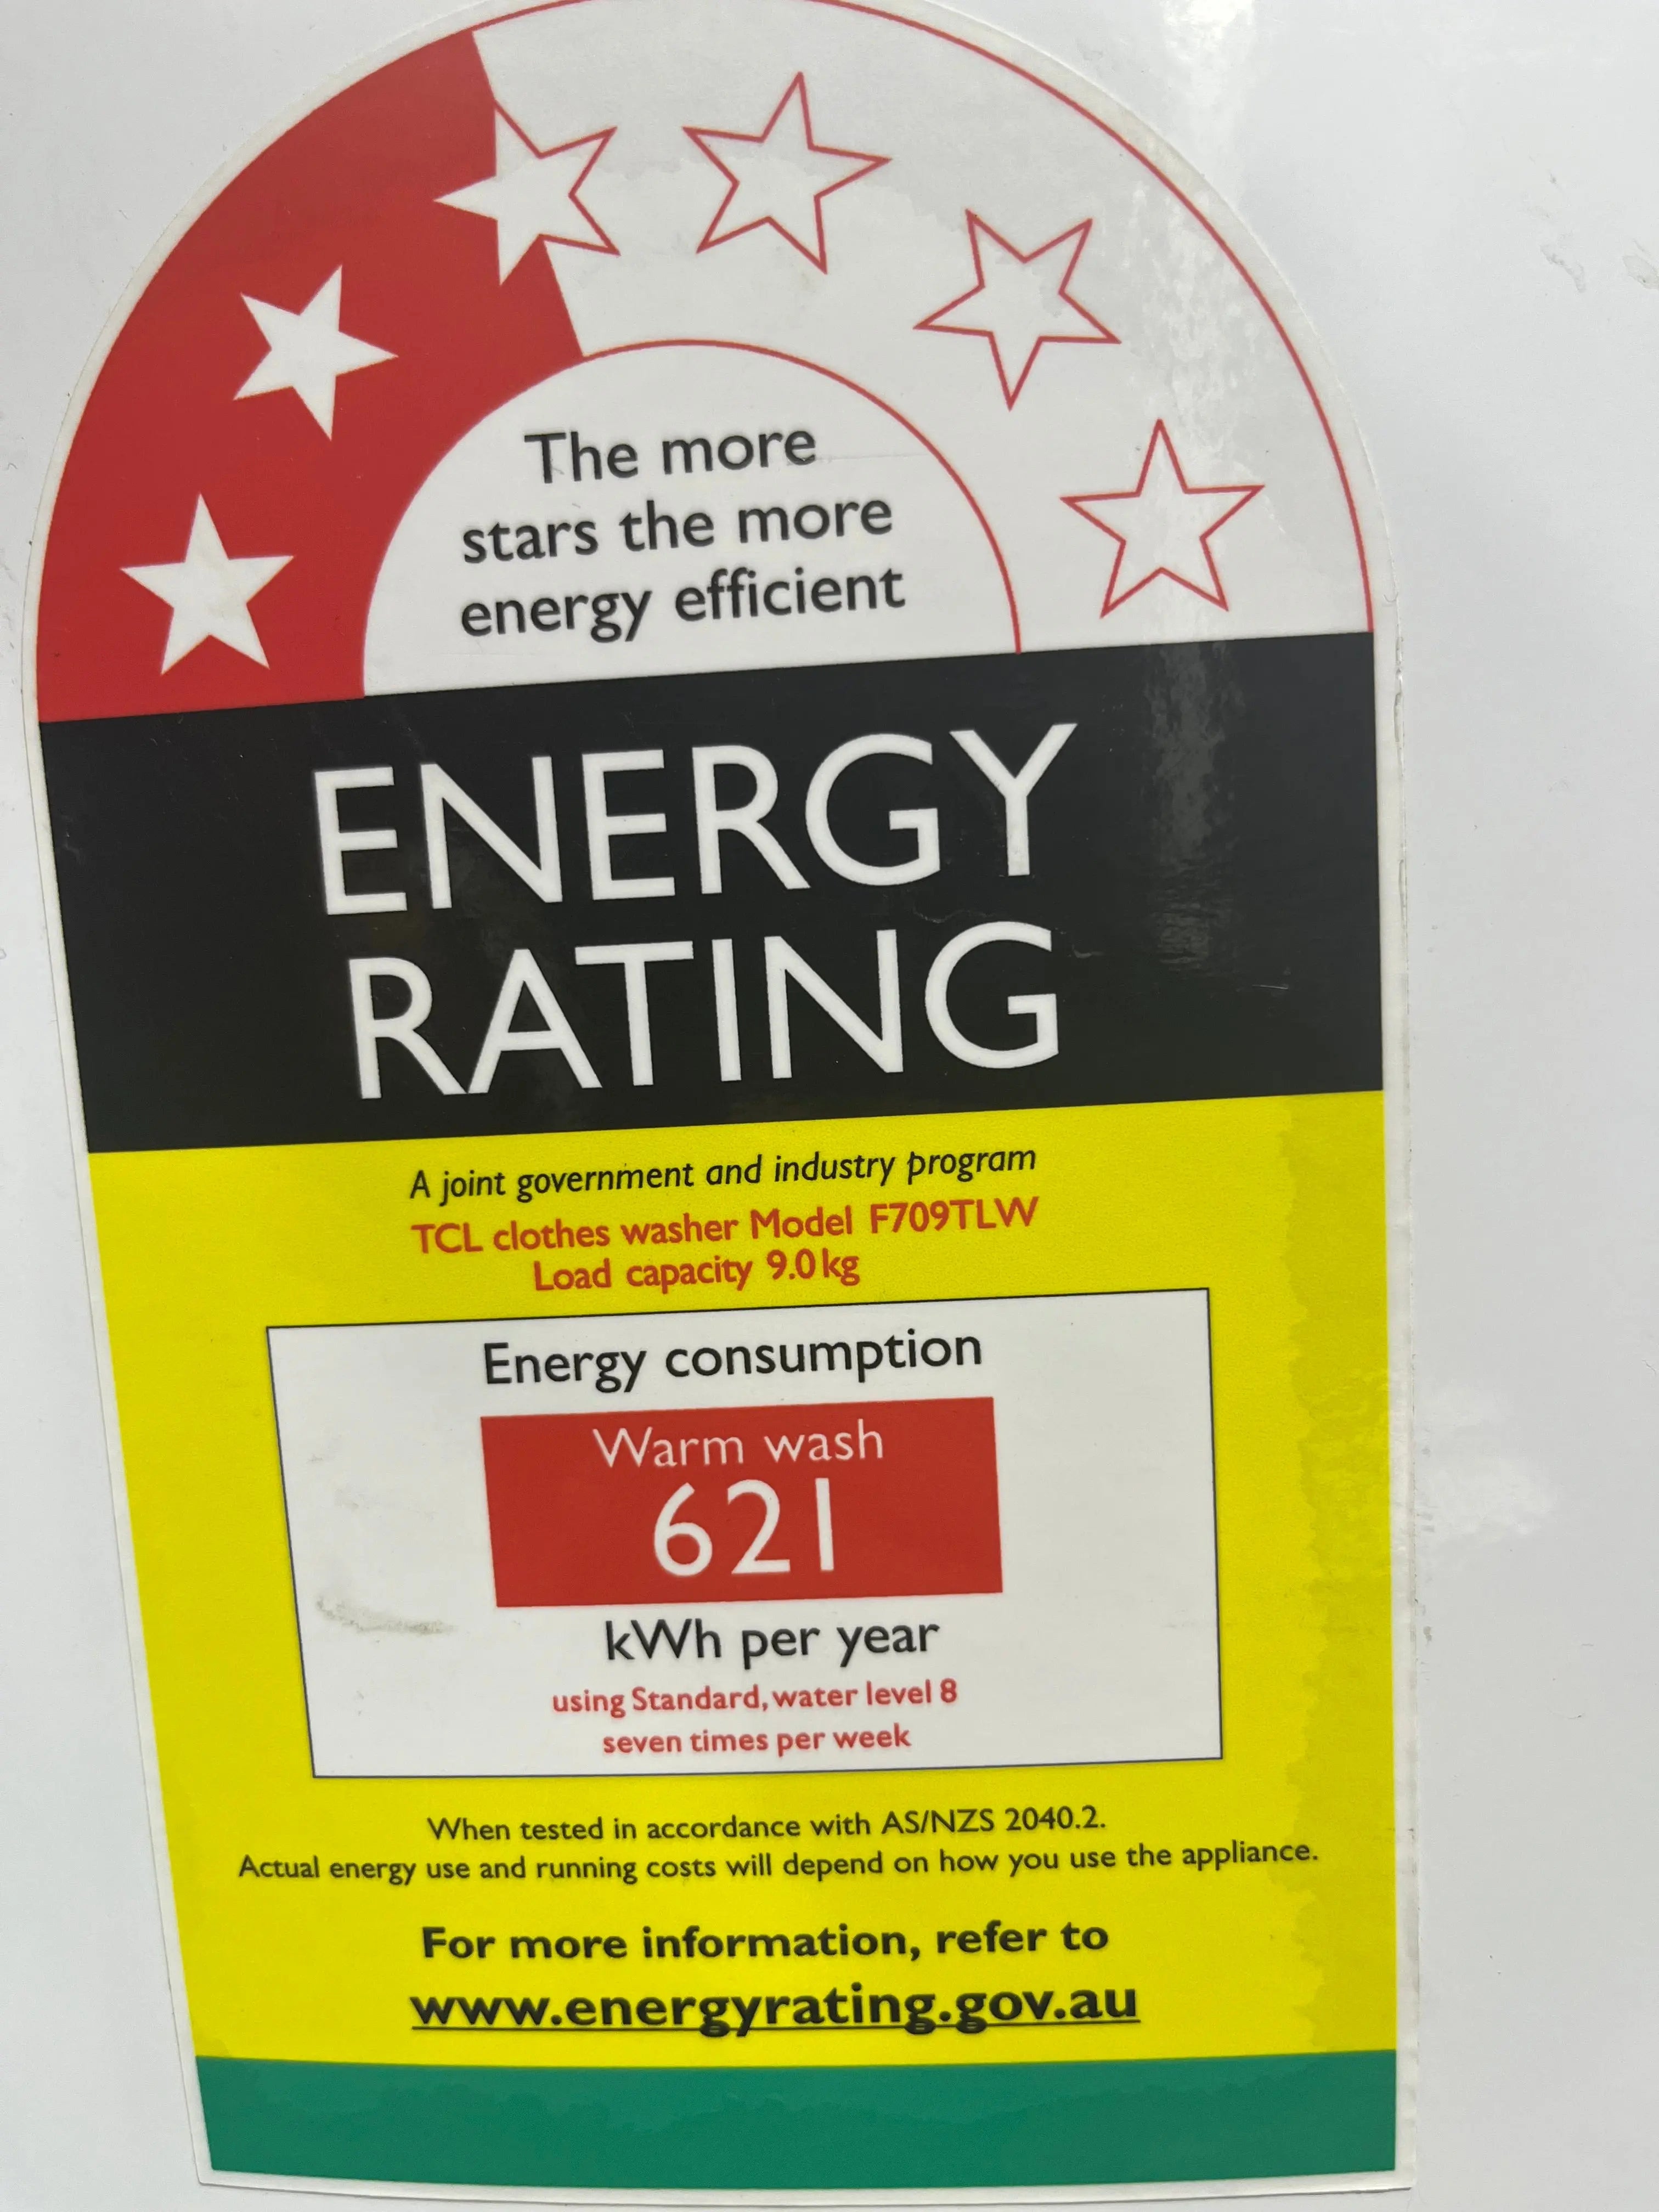 The more
stars the more
energy efficient
ENERGY
RATING
A joint government and industry program
TCL clothes washer Model F709TLW
Load capacity 9.0kg
Energy consumption
Warm wash
621
kWh per year
using Standard, water level 8
seven times per week
When tested in accordance with AS/NZS 2040.2.
Actual energy use and running costs will depend on how you use the appliance.
For more information, refer to
www.energyrating.gov.au